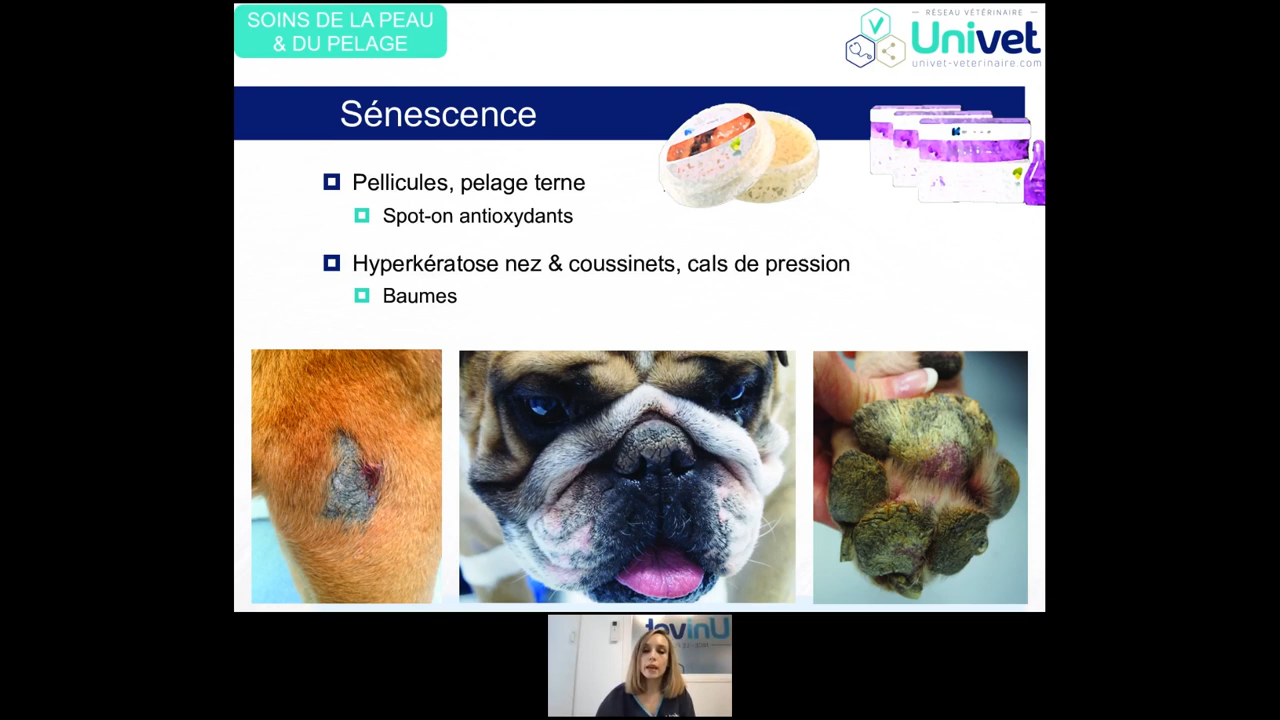 SOINS DE LA PEAU
& DU PELAGE
RÉSEAU VÉTÉRINAIRE
Univet
univet-veterinaire.com
Sénescence
Pellicules, pelage terne
Spot-on antioxydants
Hyperkératose nez & coussinets, cals de pression
Baumes
Univet